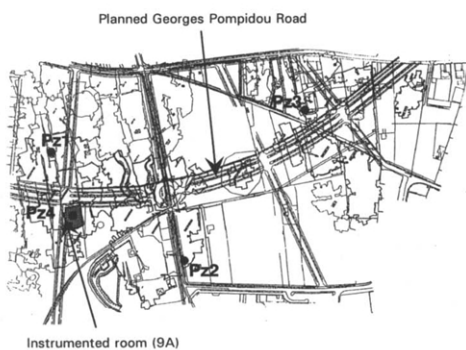 Planned Georges Pompidou Road
Pz3
Pz1
Pz4
Pz2
Instrumented room (9A)